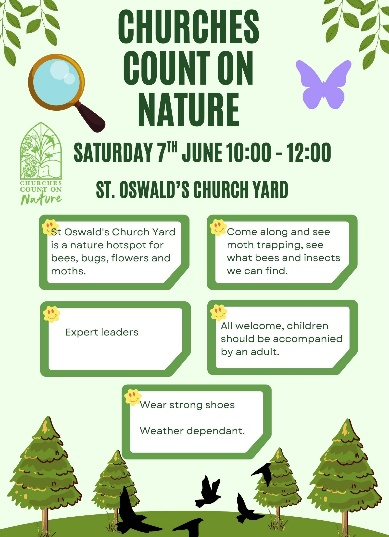 CHURCHES
COUNT ON
NATURE
SATURDAY 7TH JUNE 10:00 - 12:00
CHURCHES
COUNT ON
Nature
ST. OSWALD'S CHURCH YARD
St Oswald's Church Yard
is a nature hotspot for
bees, bugs, flowers and
moths.
Come along and see
moth trapping, see
what bees and insects
we can find.
Expert leaders
All welcome, children
should be accompanied
by an adult.
Wear strong shoes
Weather dependant.